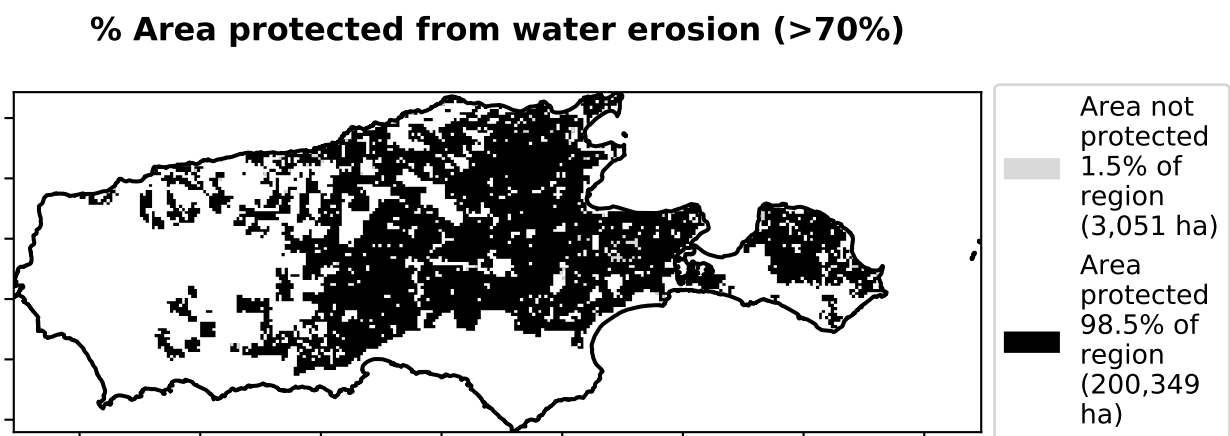 % Area protected from water erosion (>70%)
Area not
protected
1.5% of
region
(3,051 ha)
Area
protected
98.5% of
region
(200,349
ha)